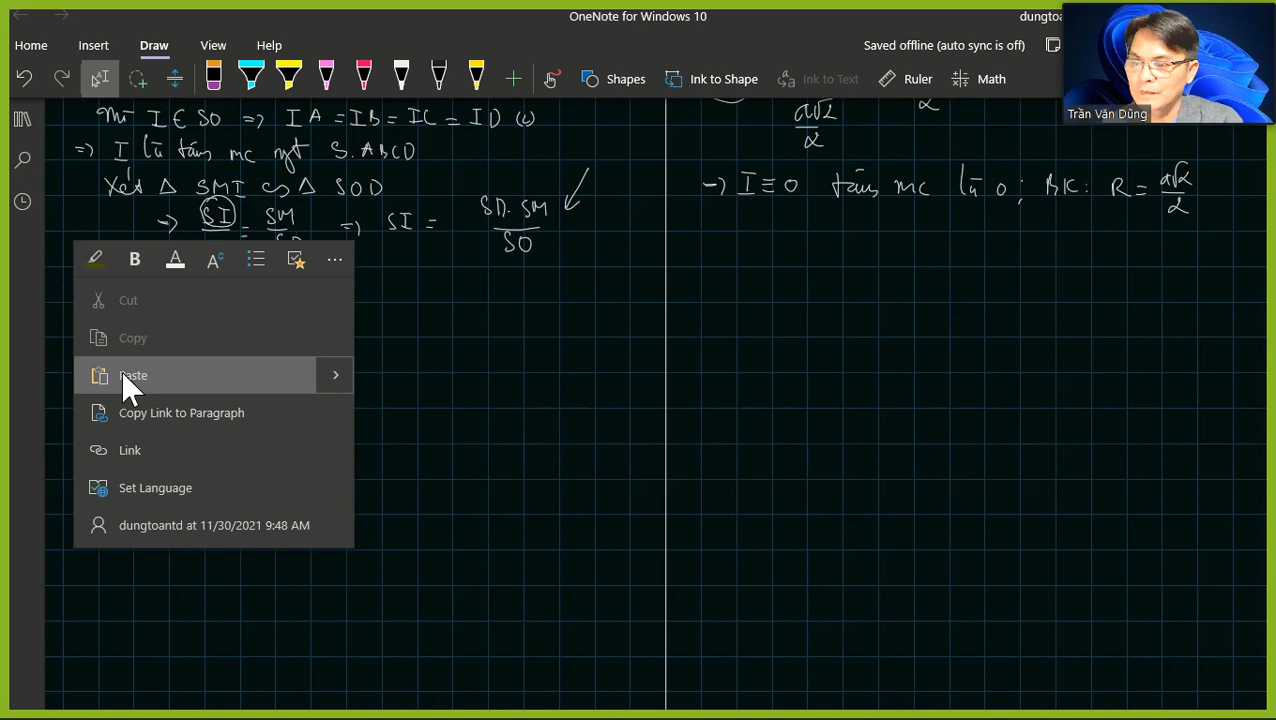 OneNote for Windows 10
dungtoa
Home Insert Draw View Help
Saved offline (auto sync is off)
Shapes Ink to Shape Ink to Text Ruler Math
Trần Văn Dũng
Mà I ∈ SO => IA = IB = IC = ID
=> I là tâm mc ngt S.ABCD
Xét Δ SMI ∽ Δ SOD
=> SI = SM => SI = SD.SM / SO
a√2 / 2
=> I ≡ O tâm mc là O ; BK: R = a√2 / 2
Cut
Copy
Paste
Copy Link to Paragraph
Link
Set Language
dungtoantd at 11/30/2021 9:48 AM